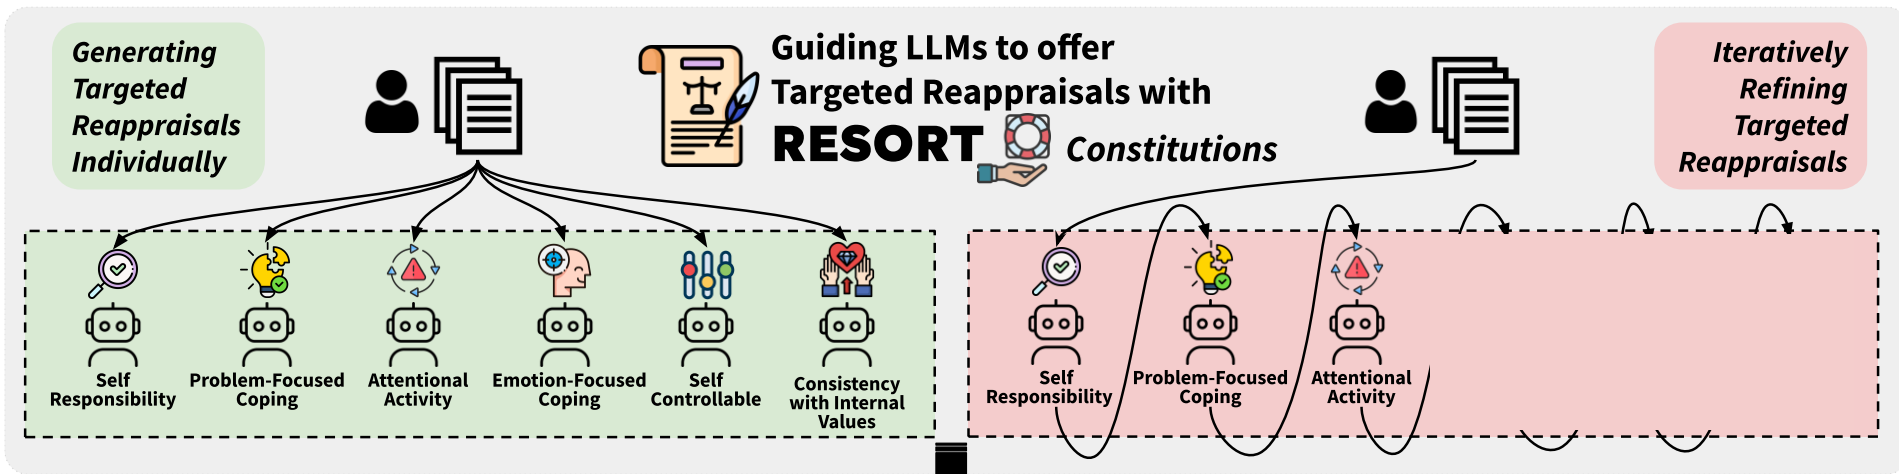 Generating
Targeted
Reappraisals
Individually
Guiding LLMs to offer
Targeted Reappraisals with
RESORT Constitutions
Iteratively
Refining
Targeted
Reappraisals
Self
Responsibility
Problem-Focused
Coping
Attentional
Activity
Emotion-Focused
Coping
Self
Controllable
Consistency
with Internal
Values
Self
Responsibility
Problem-Focused
Coping
Attentional
Activity